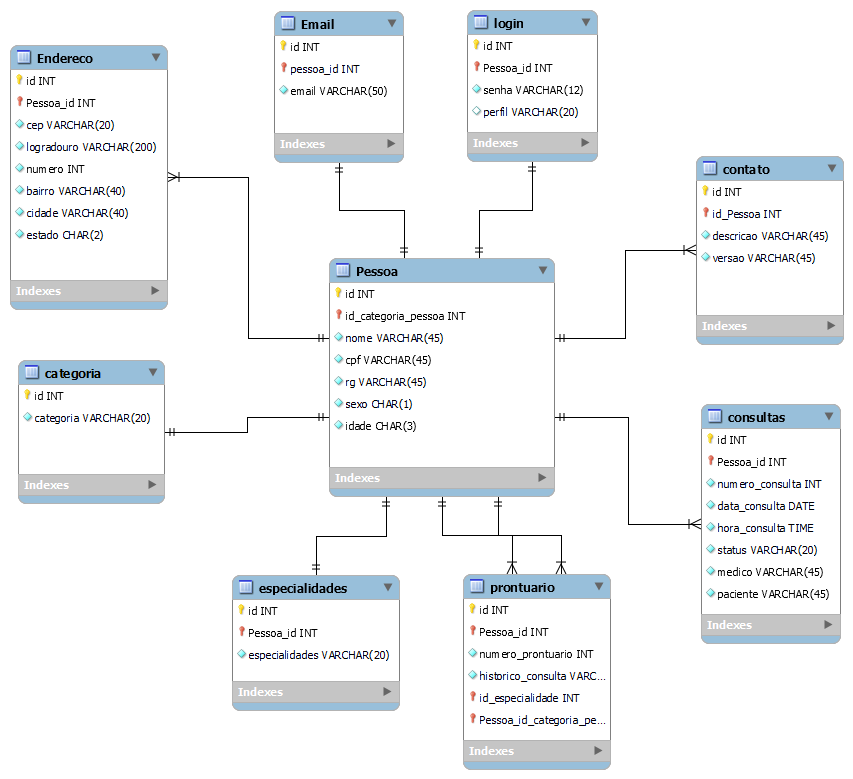 Email
id INT
pessoa_id INT
email VARCHAR(50)
Indexes
login
id INT
Pessoa_id INT
senha VARCHAR(12)
perfil VARCHAR(20)
Indexes
Endereco
id INT
Pessoa_id INT
cep VARCHAR(20)
logradouro VARCHAR(200)
numero INT
bairro VARCHAR(40)
cidade VARCHAR(40)
estado CHAR(2)
Indexes
contato
id INT
id_Pessoa INT
descricao VARCHAR(45)
versao VARCHAR(45)
Indexes
Pessoa
id INT
id_categoria_pessoa INT
nome VARCHAR(45)
cpf VARCHAR(45)
rg VARCHAR(45)
sexo CHAR(1)
idade CHAR(3)
Indexes
categoria
id INT
categoria VARCHAR(20)
Indexes
consultas
id INT
Pessoa_id INT
numero_consulta INT
data_consulta DATE
hora_consulta TIME
status VARCHAR(20)
medico VARCHAR(45)
paciente VARCHAR(45)
Indexes
especialidades
id INT
Pessoa_id INT
especialidades VARCHAR(20)
Indexes
prontuario
id INT
Pessoa_id INT
numero_prontuario INT
historico_consulta VARC...
id_especialidade INT
Pessoa_id_categoria_pe...
Indexes